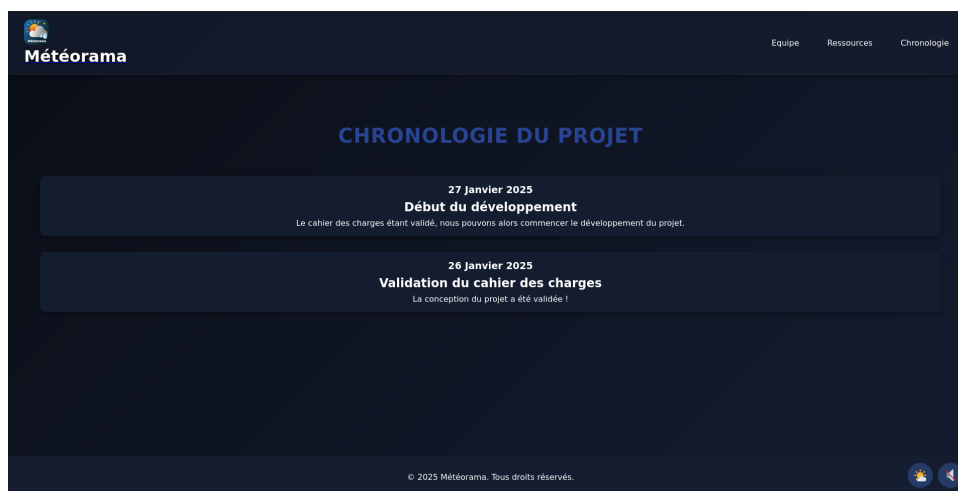 Météorama
Equipe Ressources Chronologie
CHRONOLOGIE DU PROJET
27 Janvier 2025
Début du développement
Le cahier des charges étant validé, nous pouvons alors commencer le développement du projet.
26 Janvier 2025
Validation du cahier des charges
La conception du projet a été validée !
© 2025 Météorama. Tous droits réservés.